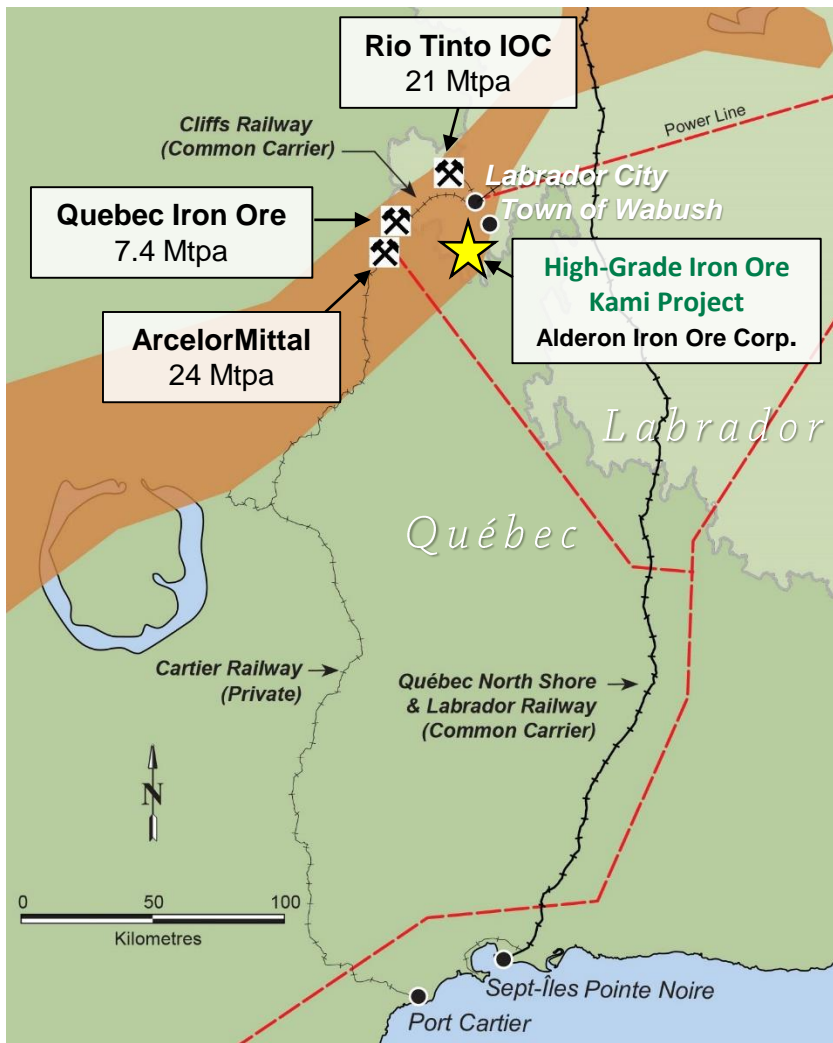 Rio Tinto IOC
21 Mtpa
Power Line
Cliffs Railway
(Common Carrier)
Labrador City
Town of Wabush
Quebec Iron Ore
7.4 Mtpa
High-Grade Iron Ore
Kami Project
Alderon Iron Ore Corp.
ArcelorMittal
24 Mtpa
Labrador
Québec
Cartier Railway
(Private)
Québec North Shore
& Labrador Railway
(Common Carrier)
N
0 50 100
Kilometres
Sept-Îles Pointe Noire
Port Cartier